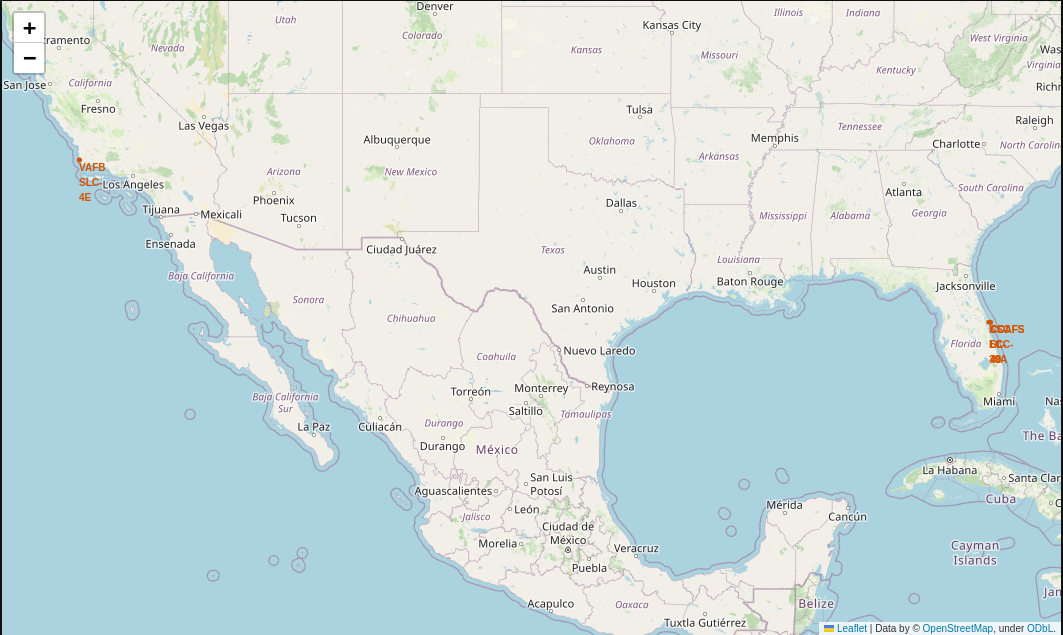 Denver
Utah
Illinois
Indiana
+
Kansas City
ramento
Colorado
West Virginia
Nevada
Kansas
Missouri
Was
−
Virginia
Kentucky
San Jose
California
Richm
Fresno
Tulsa
Las Vegas
Raleigh
Tennessee
Albuquerque
Memphis
Charlotte
Oklahoma
North Carolin
Arkansas
VAFB
SLC-
4E
Arizona
New Mexico
Los Angeles
South Carolina
Atlanta
Phoenix
Dallas
Tijuana
Mexicali
Tucson
Mississippi
Alabama
Georgia
Ensenada
Ciudad Juárez
Texas
Louisiana
Austin
Baja California
Houston
Baton Rouge
Jacksonville
Sonora
San Antonio
Chihuahua
Florida
Nuevo Laredo
Coahuila
Reynosa
Torreón
Monterrey
Baja California
Sur
Miami
Nas
Saltillo
Tamaulipas
Durango
La Paz
Culiacán
The Ba
Durango
México
La Habana
San Luis
Potosí
Santa Clar
Aguascalientes
Cuba
C
Mérida
León
Cancún
Jalisco
Ciudad de
México
Morelia
Veracruz
Cayman
Islands
Puebla
Jan
Acapulco
Oaxaca
Belize
Tuxtla Gutiérrez
Leaflet | Data by © OpenStreetMap, under ODbL.